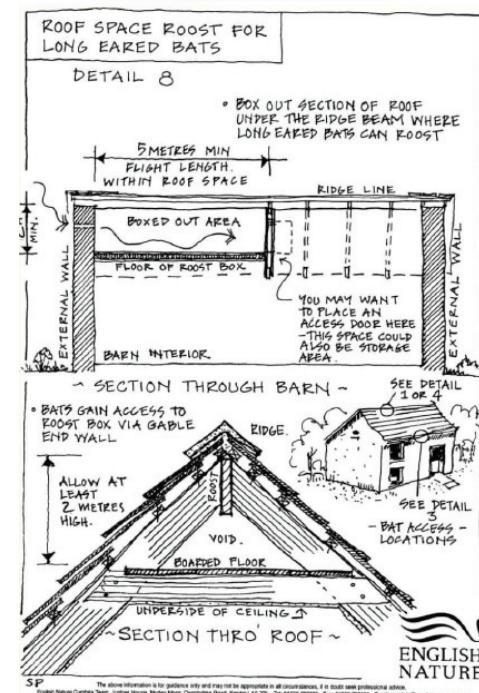 ROOF SPACE ROOST FOR
LONG EARED BATS
DETAIL 8
• BOX OUT SECTION OF ROOF
UNDER THE RIDGE BEAM WHERE
LONG EARED BATS CAN ROOST
5 METRES MIN
FLIGHT LENGTH.
WITHIN ROOF SPACE
RIDGE LINE
MIN.
BOXED OUT AREA
FLOOR OF ROOST BOX
EXTERNAL WALL
EXTERNAL WALL
YOU MAY WANT
TO PLACE AN
ACCESS DOOR HERE
-THIS SPACE COULD
ALSO BE STORAGE
AREA.
BARN INTERIOR
~ SECTION THROUGH BARN ~
• BATS GAIN ACCESS TO
ROOST BOX VIA GABLE
END WALL
SEE DETAIL
1 OR 4
RIDGE.
ALLOW AT
LEAST
2 METRES
HIGH.
ROOST
VOID.
BOARDED FLOOR
SEE DETAIL
3
- BAT ACCESS -
LOCATIONS
UNDERSIDE OF CEILING
~SECTION THRO' ROOF~
ENGLISH
NATURE
SP
The above information is for guidance only and may not be appropriate in all circumstances, if in doubt seek professional advice.